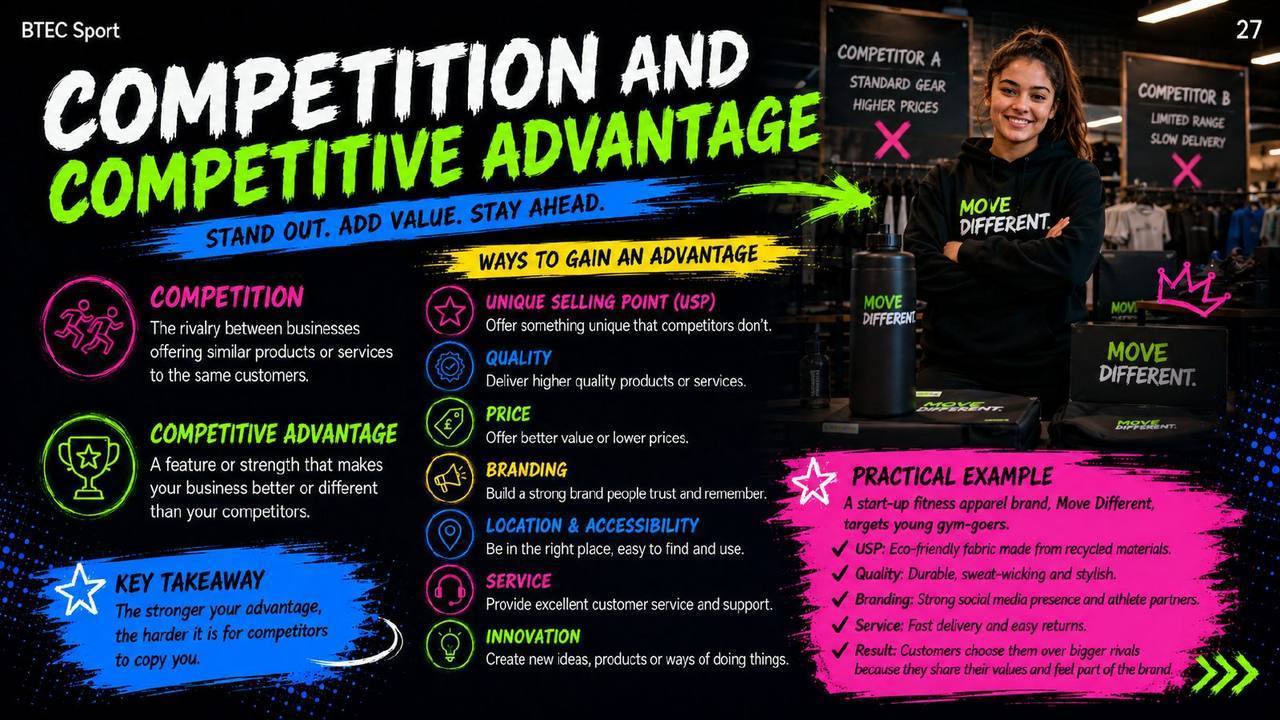 BTEC Sport
27
COMPETITION AND
COMPETITIVE ADVANTAGE
STAND OUT. ADD VALUE. STAY AHEAD.
COMPETITION
The rivalry between businesses
offering similar products or services
to the same customers.
COMPETITIVE ADVANTAGE
A feature or strength that makes
your business better or different
than your competitors.
KEY TAKEAWAY
The stronger your advantage,
the harder it is for competitors
to copy you.
WAYS TO GAIN AN ADVANTAGE
UNIQUE SELLING POINT (USP)
Offer something unique that competitors don't.
QUALITY
Deliver higher quality products or services.
£
PRICE
Offer better value or lower prices.
BRANDING
Build a strong brand people trust and remember.
LOCATION & ACCESSIBILITY
Be in the right place, easy to find and use.
SERVICE
Provide excellent customer service and support.
INNOVATION
Create new ideas, products or ways of doing things.
COMPETITOR A
STANDARD GEAR
HIGHER PRICES
COMPETITOR B
LIMITED RANGE
SLOW DELIVERY
MOVE
DIFFERENT.
MOVE
DIFFERENT.
MOVE
MOVE
DIFFERENT.
MOVE
DIFFERENT.
MOVE
DIFFERENT.
PRACTICAL EXAMPLE
A start-up fitness apparel brand, Move Different,
targets young gym-goers.
✓ USP: Eco-friendly fabric made from recycled materials.
✓ Quality: Durable, sweat-wicking and stylish.
✓ Branding: Strong social media presence and athlete partners.
✓ Service: Fast delivery and easy returns.
✓ Result: Customers choose them over bigger rivals
because they share their values and feel part of the brand.